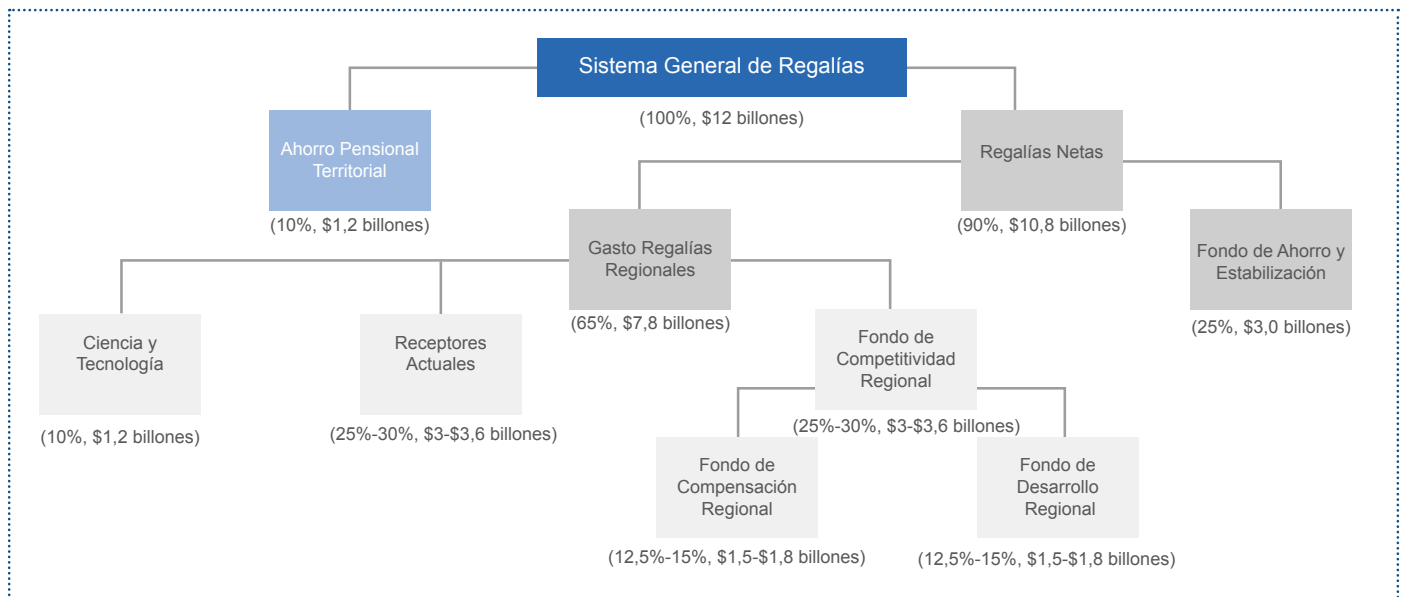 Sistema General de Regalías
(100%, $12 billones)
Ahorro Pensional
Territorial
(10%, $1,2 billones)
Regalías Netas
(90%, $10,8 billones)
Gasto Regalías
Regionales
(65%, $7,8 billones)
Fondo de Ahorro y
Estabilización
(25%, $3,0 billones)
Ciencia y
Tecnología
(10%, $1,2 billones)
Receptores
Actuales
(25%-30%, $3-$3,6 billones)
Fondo de
Competitividad
Regional
(25%-30%, $3-$3,6 billones)
Fondo de
Compensación
Regional
(12,5%-15%, $1,5-$1,8 billones)
Fondo de
Desarrollo
Regional
(12,5%-15%, $1,5-$1,8 billones)